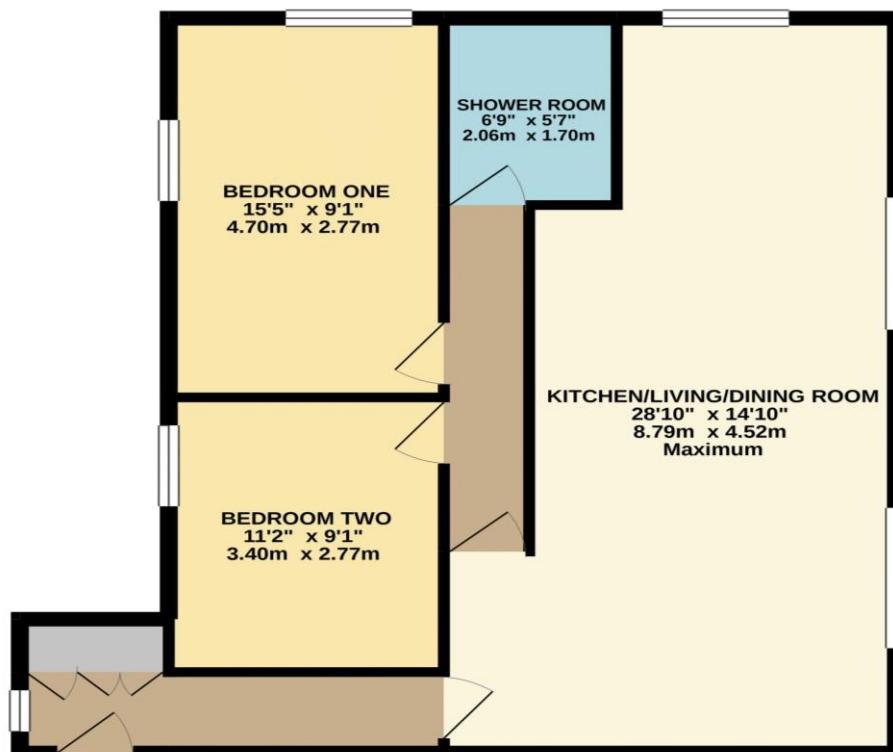 SHOWER ROOM
6'9" x 5'7"
2.06m x 1.70m
BEDROOM ONE
15'5" x 9'1"
4.70m x 2.77m
KITCHEN/LIVING/DINING ROOM
28'10" x 14'10"
8.79m x 4.52m
Maximum
BEDROOM TWO
11'2" x 9'1"
3.40m x 2.77m